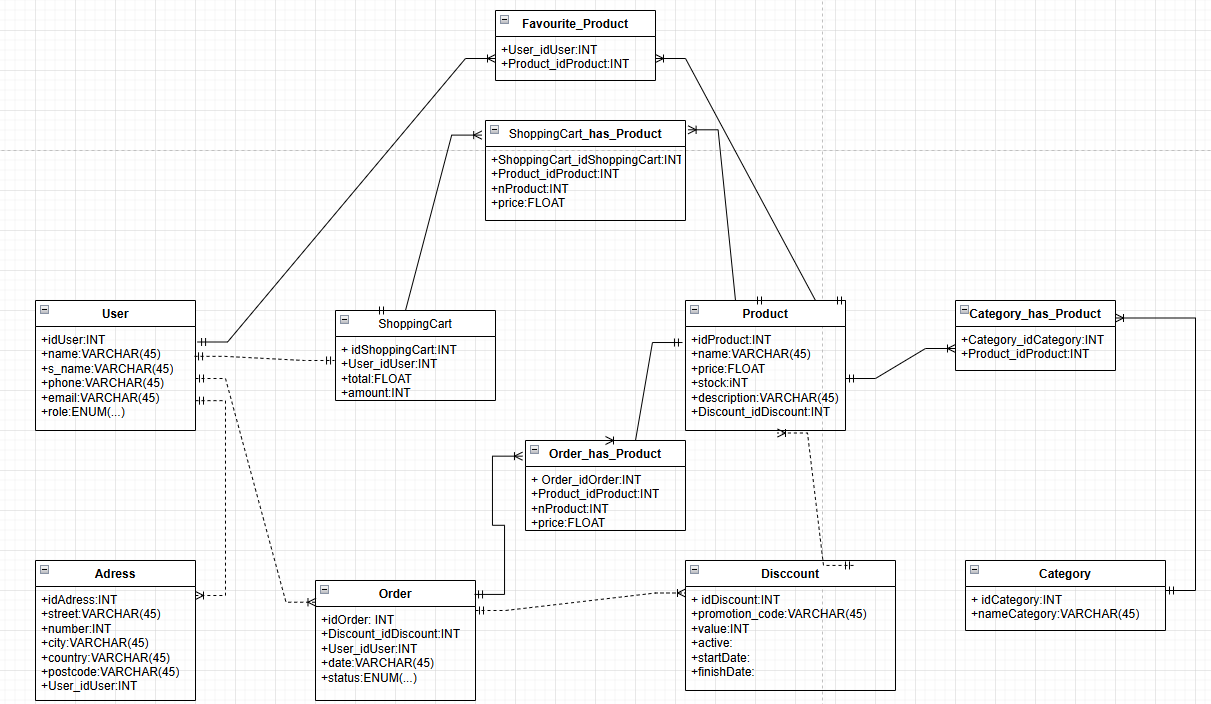 Favourite_Product
+User_idUser:INT
+Product_idProduct:INT
ShoppingCart_has_Product
+ShoppingCart_idShoppingCart:INT
+Product_idProduct:INT
+nProduct:INT
+price:FLOAT
User
+idUser:INT
+name:VARCHAR(45)
+s_name:VARCHAR(45)
+phone:VARCHAR(45)
+email:VARCHAR(45)
+role:ENUM(...)
ShoppingCart
+ idShoppingCart:INT
+User_idUser:INT
+total:FLOAT
+amount:INT
Product
+idProduct:INT
+name:VARCHAR(45)
+price:FLOAT
+stock:iNT
+description:VARCHAR(45)
+Discount_idDiscount:INT
Category_has_Product
+Category_idCategory:INT
+Product_idProduct:INT
Order_has_Product
+ Order_idOrder:INT
+Product_idProduct:INT
+nProduct:INT
+price:FLOAT
Adress
+idAdress:INT
+street:VARCHAR(45)
+number:INT
+city:VARCHAR(45)
+country:VARCHAR(45)
+postcode:VARCHAR(45)
+User_idUser:INT
Order
+idOrder: INT
+Discount_idDiscount:INT
+User_idUser:INT
+date:VARCHAR(45)
+status:ENUM(...)
Disccount
+ idDiscount:INT
+promotion_code:VARCHAR(45)
+value:INT
+active:
+startDate:
+finishDate:
Category
+ idCategory:INT
+nameCategory:VARCHAR(45)